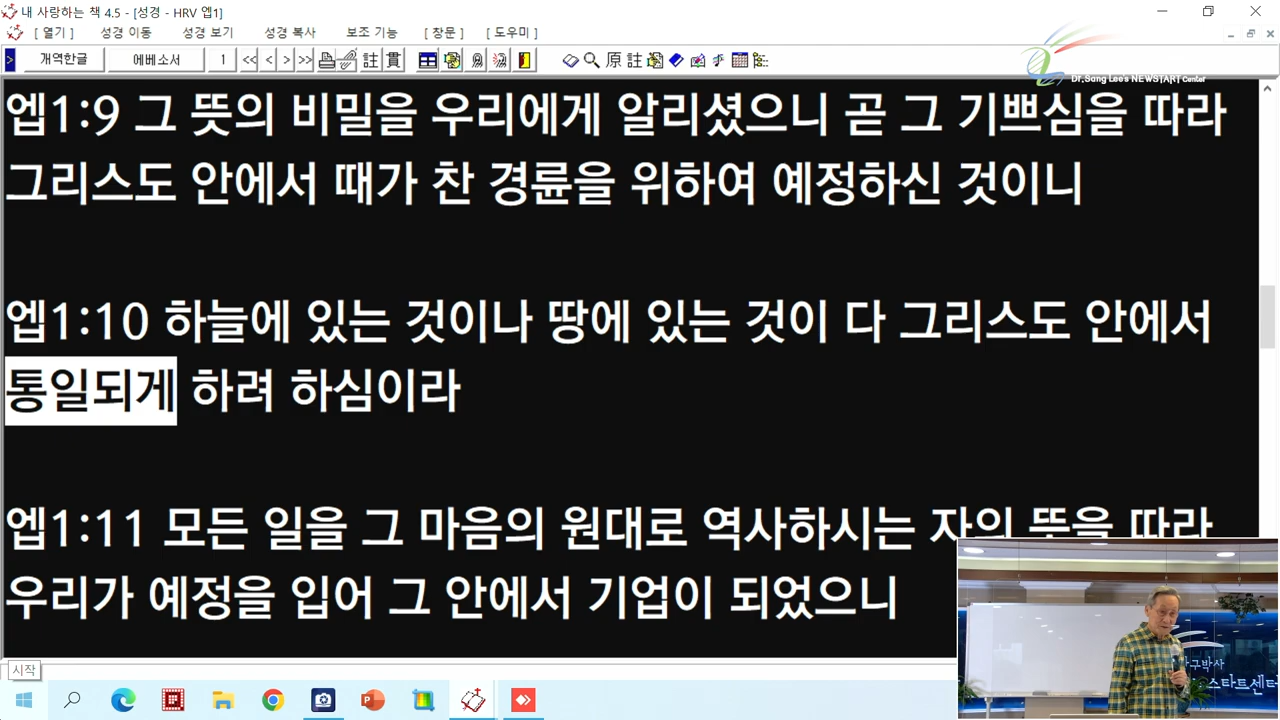 내 사랑하는 책 4.5 - [성경 - HRV 엡1]
[ 열기 ] 성경 이동 성경 보기 성경 복사 보조 기능 [ 창문 ] [ 도우미 ]
> 개역한글 에베소서 1 << < > >> 註 貫 原 註
Dr.Sang Lee's NEWSTART Center
엡1:9 그 뜻의 비밀을 우리에게 알리셨으니 곧 그 기쁘심을 따라
그리스도 안에서 때가 찬 경륜을 위하여 예정하신 것이니
엡1:10 하늘에 있는 것이나 땅에 있는 것이 다 그리스도 안에서
통일되게 하려 하심이라
엡1:11 모든 일을 그 마음의 원대로 역사하시는 자의 뜻을 따라
우리가 예정을 입어 그 안에서 기업이 되었으니
구박사
스타트센터
시작